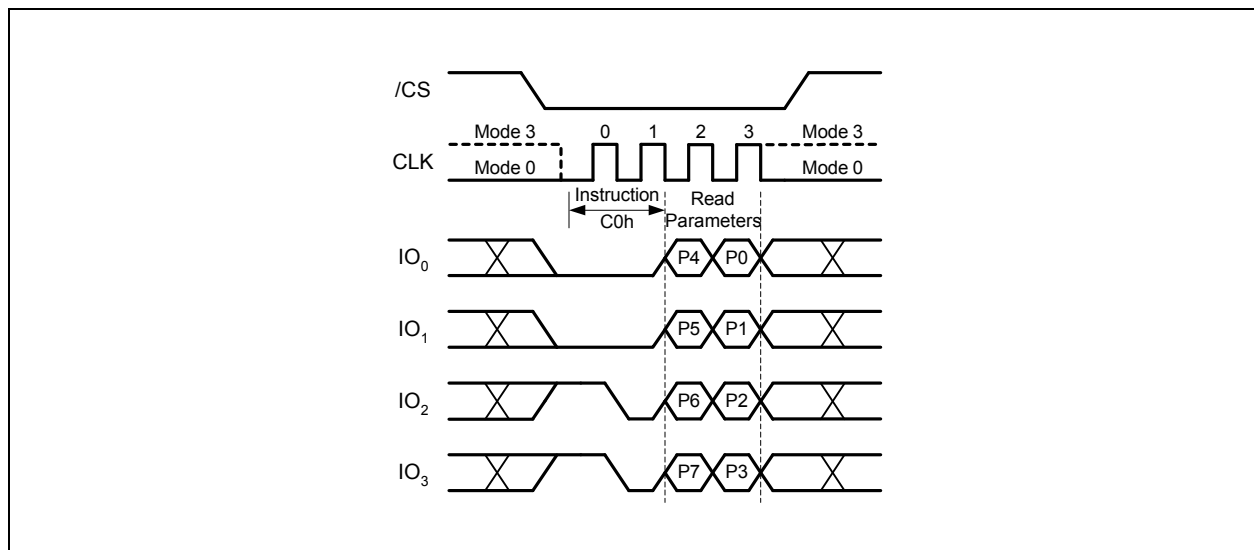 /CS
Mode 3 0 1 2 3 Mode 3
CLK
Mode 0 Mode 0
Instruction Read
C0h Parameters
IO0 P4 P0
IO1 P5 P1
IO2 P6 P2
IO3 P7 P3